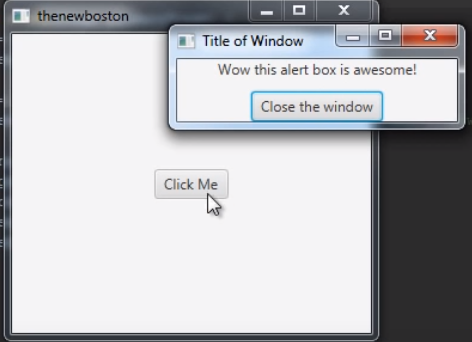 thenewboston
Title of Window
Wow this alert box is awesome!
Close the window
Click Me